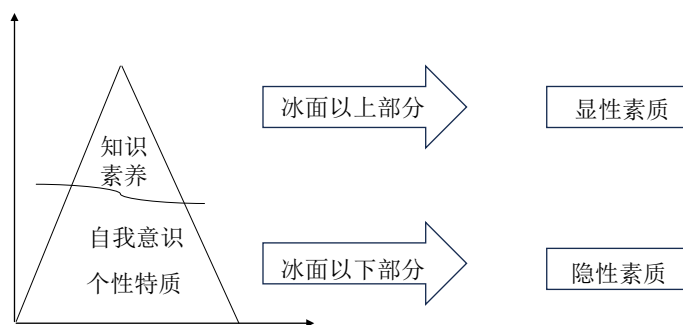 知识
素养
冰面以上部分
显性素质
自我意识
个性特质
冰面以下部分
隐性素质